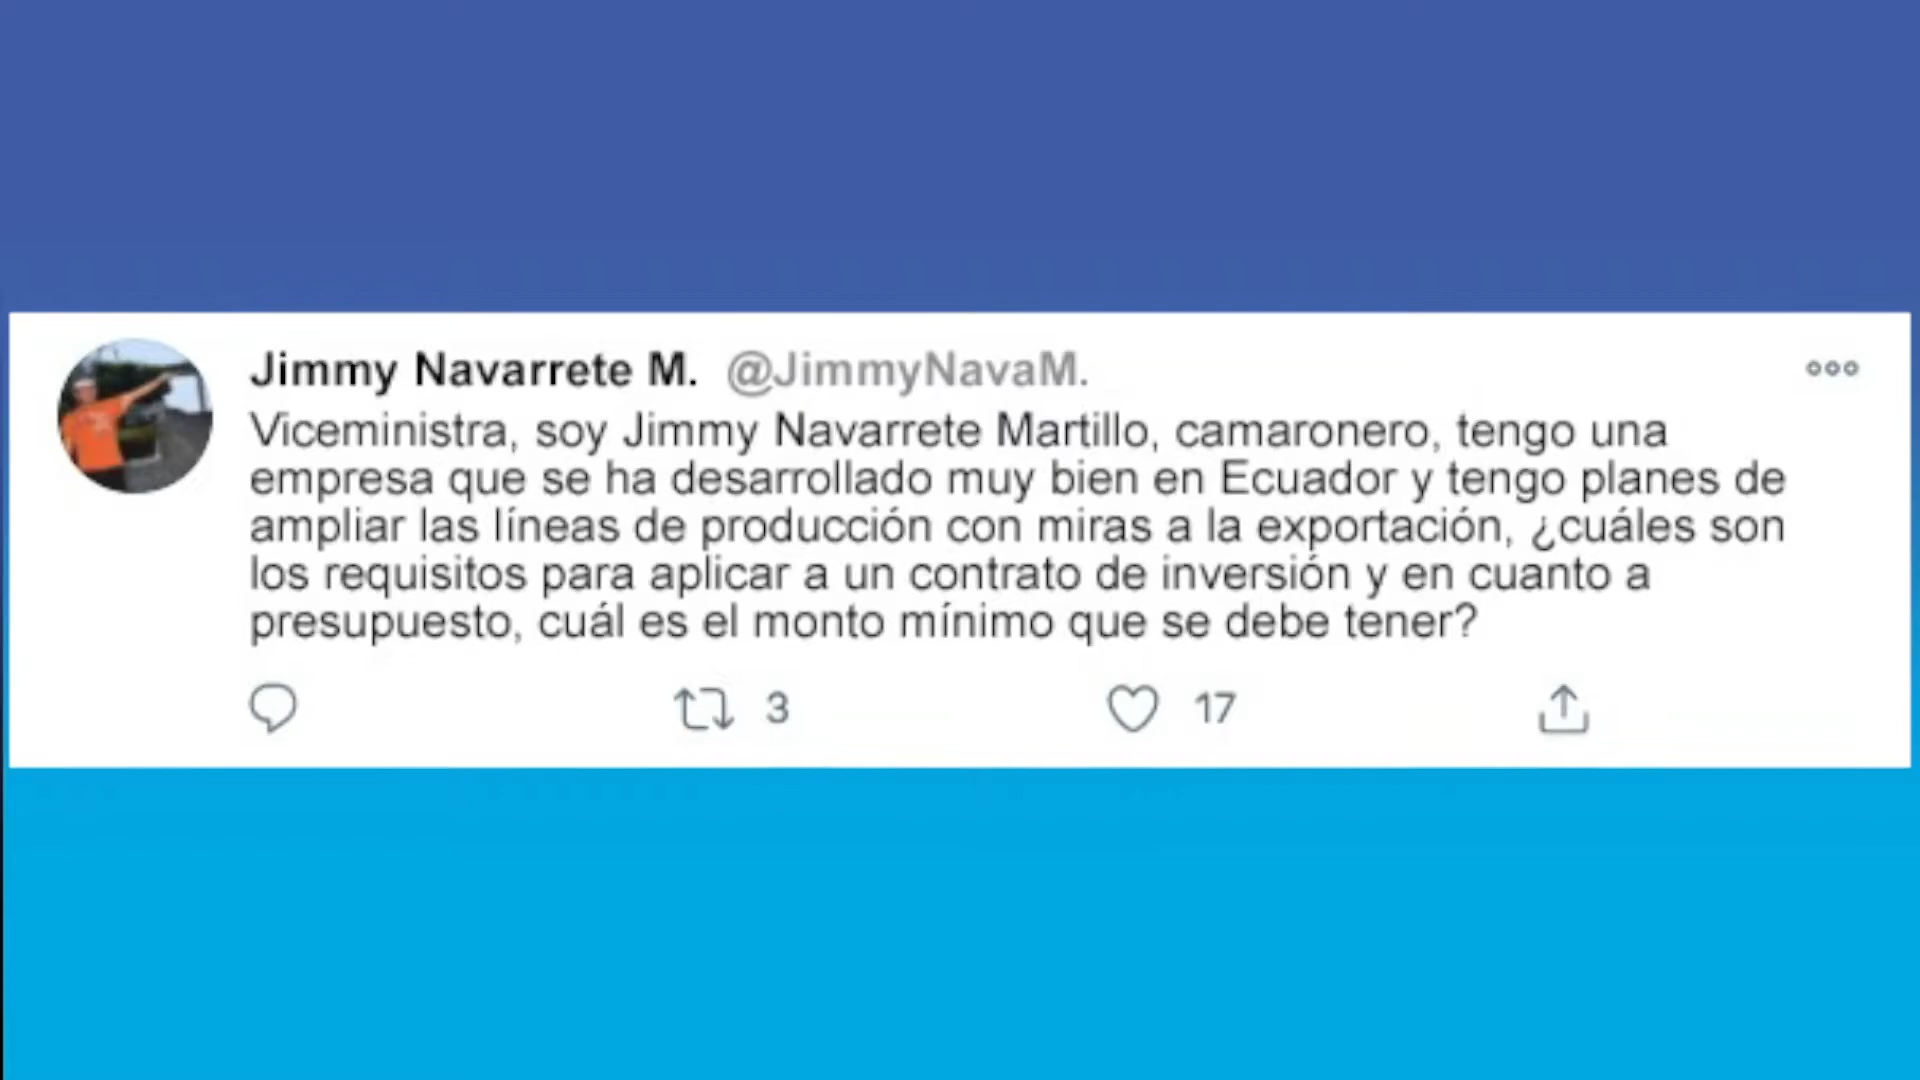 Jimmy Navarrete M. @JimmyNavaM.
Viceministra, soy Jimmy Navarrete Martillo, camaronero, tengo una
empresa que se ha desarrollado muy bien en Ecuador y tengo planes de
ampliar las líneas de producción con miras a la exportación, ¿cuáles son
los requisitos para aplicar a un contrato de inversión y en cuanto a
presupuesto, cuál es el monto mínimo que se debe tener?
3 17